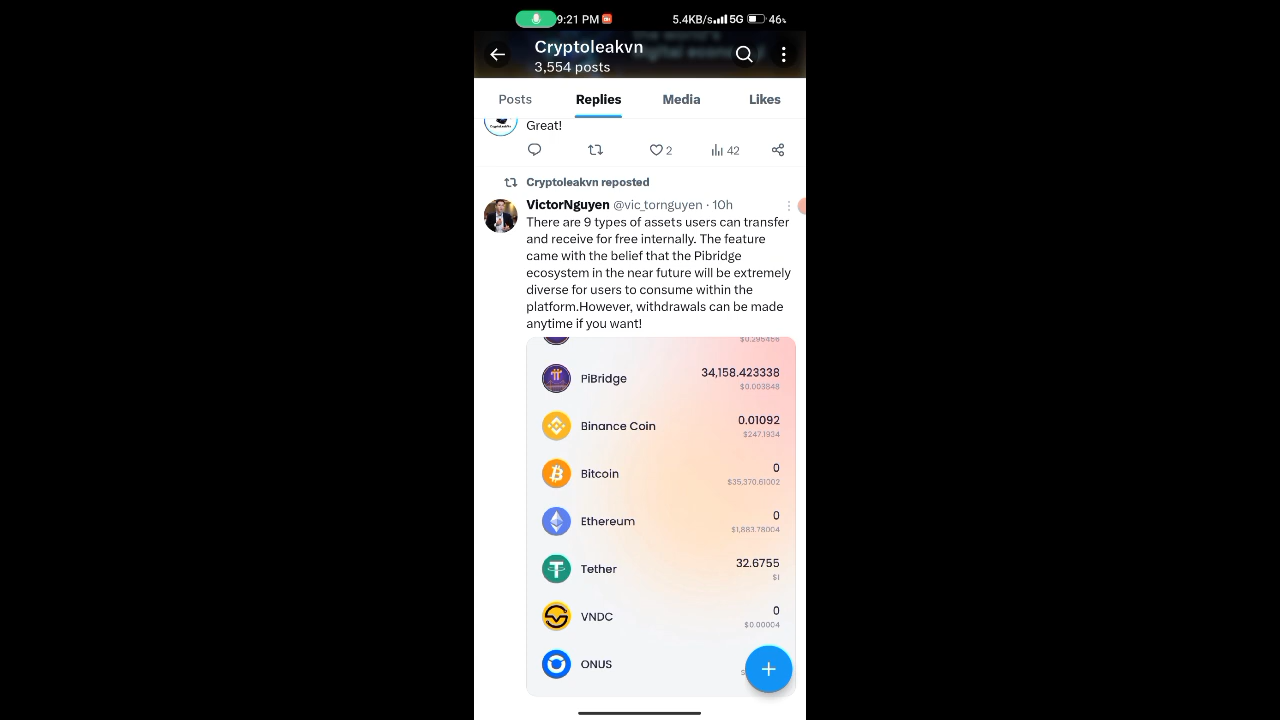 9:21 PM
5.4KB/s 5G 46%
Cryptoleakvn
3,554 posts
Posts Replies Media Likes
Great!
2 42
Cryptoleakvn reposted
VictorNguyen @vic_tornguyen · 10h
There are 9 types of assets users can transfer
and receive for free internally. The feature
came with the belief that the Pibridge
ecosystem in the near future will be extremely
diverse for users to consume within the
platform.However, withdrawals can be made
anytime if you want!
$0.295456
PiBridge 34,158.423338
$0.003848
Binance Coin 0.01092
$247.1934
Bitcoin 0
$35,370.61002
Ethereum 0
$1,883.78004
Tether 32.6755
$1
VNDC 0
$0.00004
ONUS